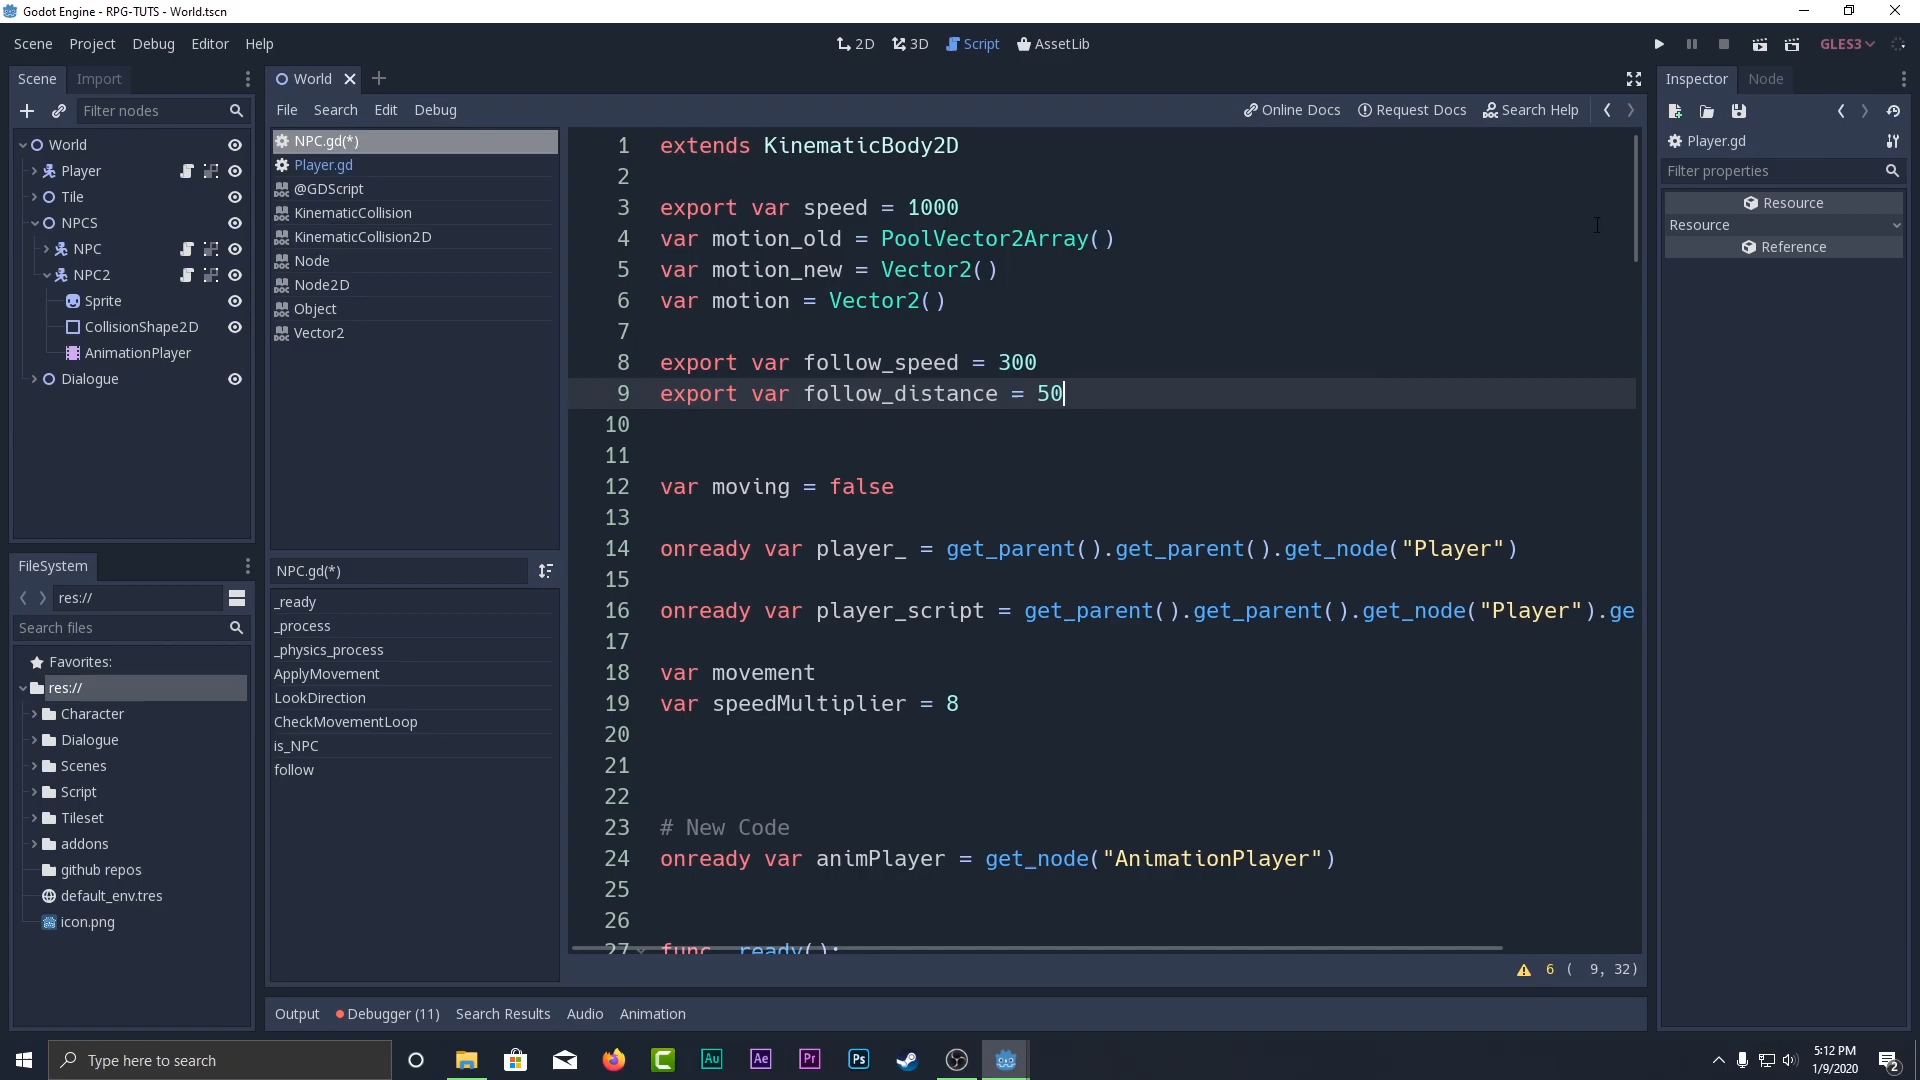 Godot Engine - RPG-TUTS - World.tscn
Scene Project Debug Editor Help
2D 3D Script AssetLib
GLES3
Scene Import
World
Inspector Node
Filter nodes
File Search Edit Debug
Online Docs Request Docs Search Help
World
Player
Tile
NPCS
NPC
NPC2
Sprite
CollisionShape2D
AnimationPlayer
Dialogue
NPC.gd(*)
Player.gd
@GDScript
KinematicCollision
KinematicCollision2D
Node
Node2D
Object
Vector2
NPC.gd(*)
_ready
_process
_physics_process
ApplyMovement
LookDirection
CheckMovementLoop
is_NPC
follow
1 extends KinematicBody2D
2
3 export var speed = 1000
4 var motion_old = PoolVector2Array()
5 var motion_new = Vector2()
6 var motion = Vector2()
7
8 export var follow_speed = 300
9 export var follow_distance = 50
10
11
12 var moving = false
13
14 onready var player_ = get_parent().get_parent().get_node("Player")
15
16 onready var player_script = get_parent().get_parent().get_node("Player").ge
17
18 var movement
19 var speedMultiplier = 8
20
21
22
23 # New Code
24 onready var animPlayer = get_node("AnimationPlayer")
25
26
27 func _ready():
6 ( 9, 32)
Player.gd
Filter properties
Resource
Resource
Reference
FileSystem
res://
Search files
Favorites:
res://
Character
Dialogue
Scenes
Script
Tileset
addons
github repos
default_env.tres
icon.png
Output Debugger (11) Search Results Audio Animation
Type here to search
Au Ae Pr Ps
5:12 PM
1/9/2020
2